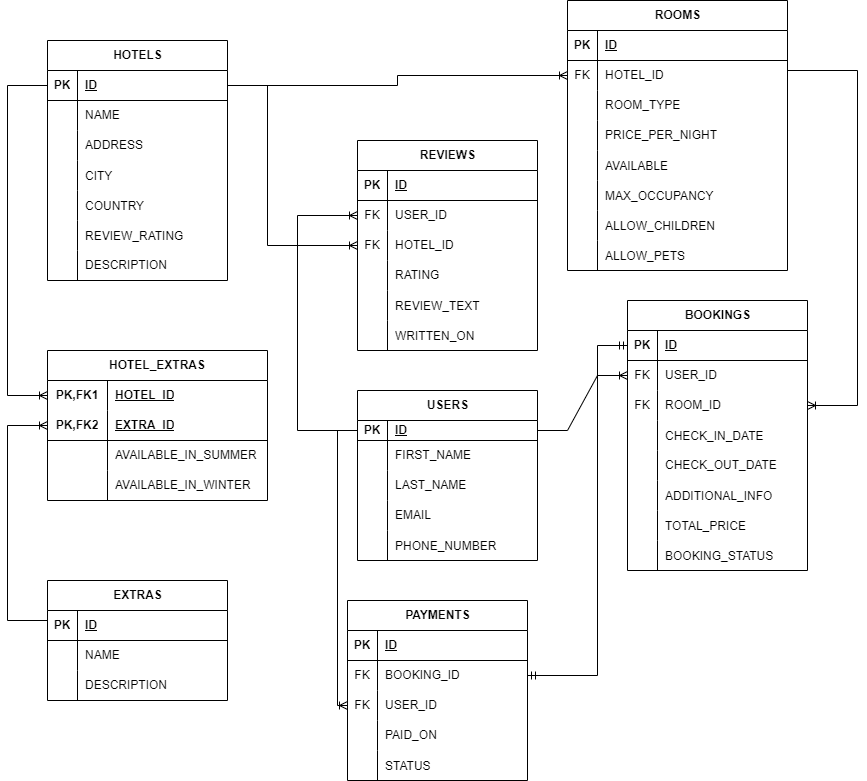 HOTELS
PK ID
NAME
ADDRESS
CITY
COUNTRY
REVIEW_RATING
DESCRIPTION
ROOMS
PK ID
FK HOTEL_ID
ROOM_TYPE
PRICE_PER_NIGHT
AVAILABLE
MAX_OCCUPANCY
ALLOW_CHILDREN
ALLOW_PETS
REVIEWS
PK ID
FK USER_ID
FK HOTEL_ID
RATING
REVIEW_TEXT
WRITTEN_ON
BOOKINGS
PK ID
FK USER_ID
FK ROOM_ID
CHECK_IN_DATE
CHECK_OUT_DATE
ADDITIONAL_INFO
TOTAL_PRICE
BOOKING_STATUS
HOTEL_EXTRAS
PK,FK1 HOTEL_ID
PK,FK2 EXTRA_ID
AVAILABLE_IN_SUMMER
AVAILABLE_IN_WINTER
USERS
PK ID
FIRST_NAME
LAST_NAME
EMAIL
PHONE_NUMBER
EXTRAS
PK ID
NAME
DESCRIPTION
PAYMENTS
PK ID
FK BOOKING_ID
FK USER_ID
PAID_ON
STATUS